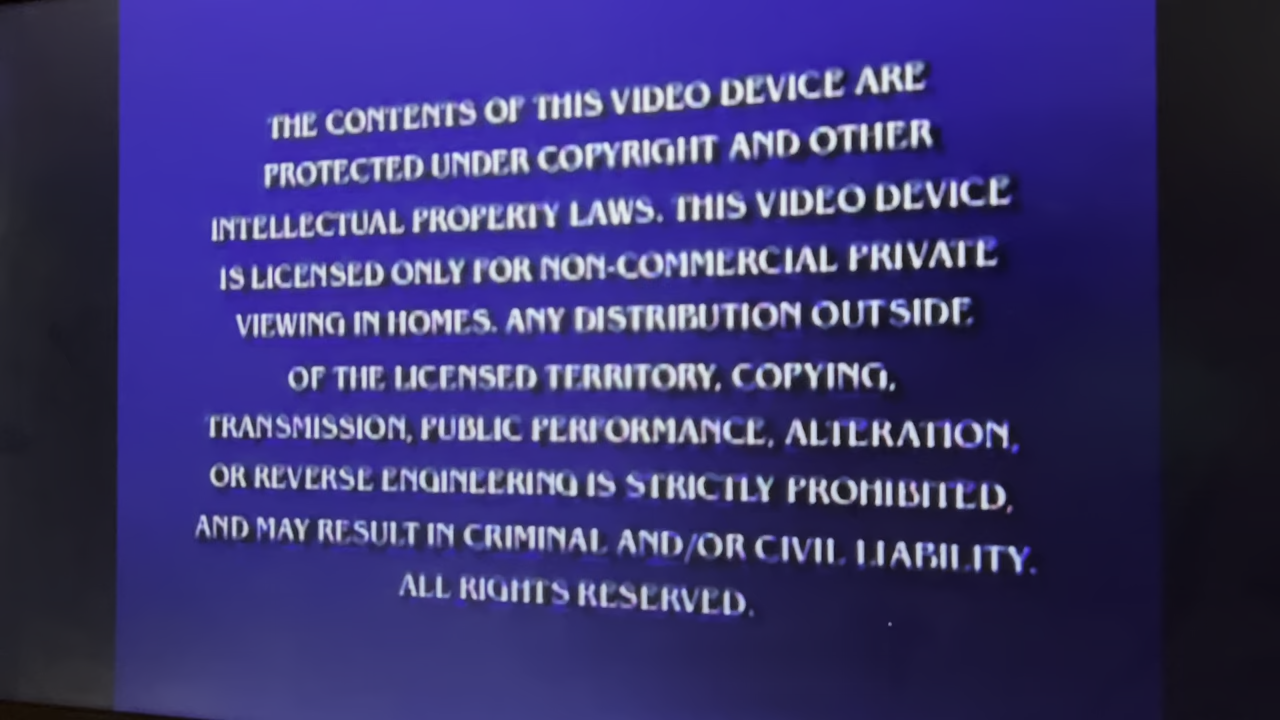 THE CONTENTS OF THIS VIDEO DEVICE ARE
PROTECTED UNDER COPYRIGHT AND OTHER
INTELLECTUAL PROPERTY LAWS. THIS VIDEO DEVICE
IS LICENSED ONLY FOR NON-COMMERCIAL PRIVATE
VIEWING IN HOMES. ANY DISTRIBUTION OUTSIDE
OF THE LICENSED TERRITORY, COPYING,
TRANSMISSION, PUBLIC PERFORMANCE, ALTERATION,
OR REVERSE ENGINEERING IS STRICTLY PROHIBITED,
AND MAY RESULT IN CRIMINAL AND/OR CIVIL LIABILITY.
ALL RIGHTS RESERVED.